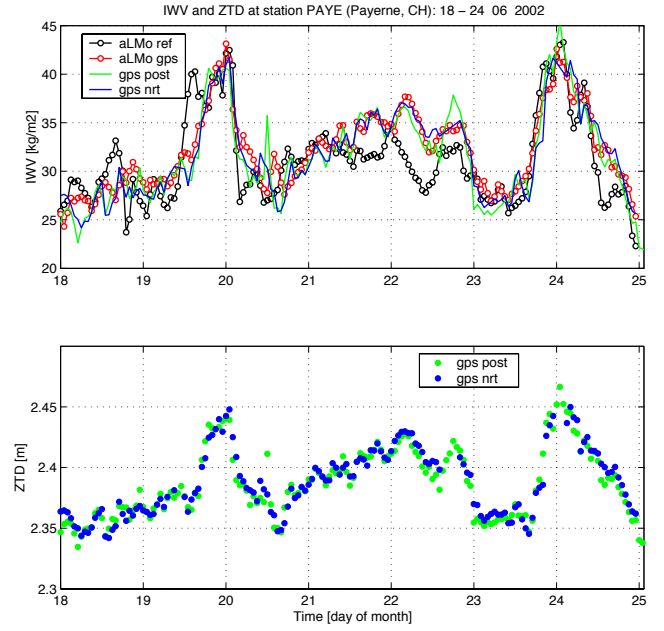 IWV and ZTD at station PAYE (Payerne, CH): 18 – 24 06 2002
45
40
35
30
25
20
IWV [kg/m2]
aLMo ref
aLMo gps
gps post
gps nrt
18 19 20 21 22 23 24 25
2.45
2.4
2.35
2.3
ZTD [m]
gps post
gps nrt
18 19 20 21 22 23 24 25
Time [day of month]